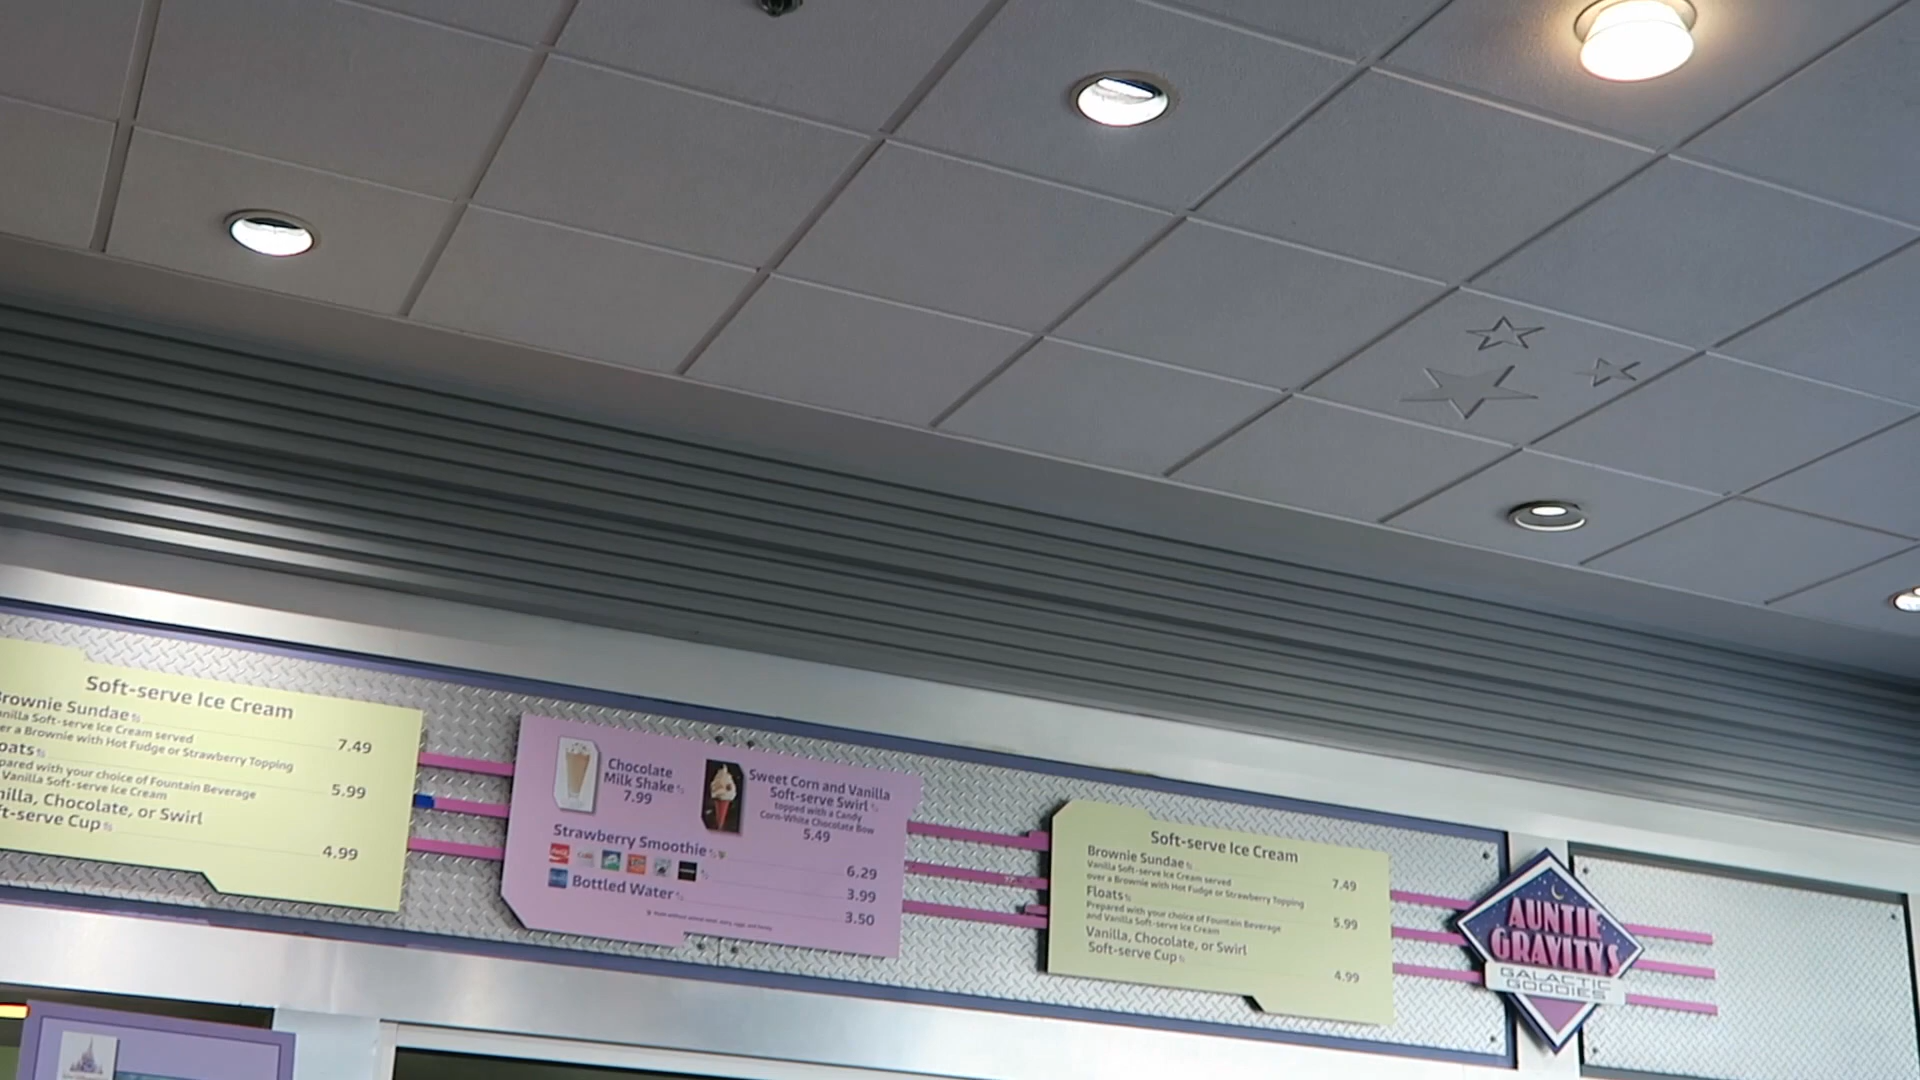 Soft-serve Ice Cream
Brownie Sundae
Vanilla Soft-serve Ice Cream served
7.49
over a Brownie with Hot Fudge or Strawberry Topping
Floats
Prepared with your choice of Fountain Beverage
5.99
Vanilla Soft-serve Ice Cream
Vanilla, Chocolate, or Swirl
Soft-serve Cup
4.99
Chocolate
Milk Shake
7.99
Sweet Corn and Vanilla
Soft-serve Swirl
topped with a Candy
Corn-White Chocolate Bow
5.49
Strawberry Smoothie
6.29
3.99
Bottled Water
3.50
Soft-serve Ice Cream
Brownie Sundae
Vanilla Soft-serve Ice Cream served
7.49
over a Brownie with Hot Fudge or Strawberry Topping
Floats
Prepared with your choice of Fountain Beverage
5.99
and Vanilla Soft-serve Ice Cream
Vanilla, Chocolate, or Swirl
Soft-serve Cup
4.99
AUNTIE
GRAVITY'S
GALACTIC
GOODIES